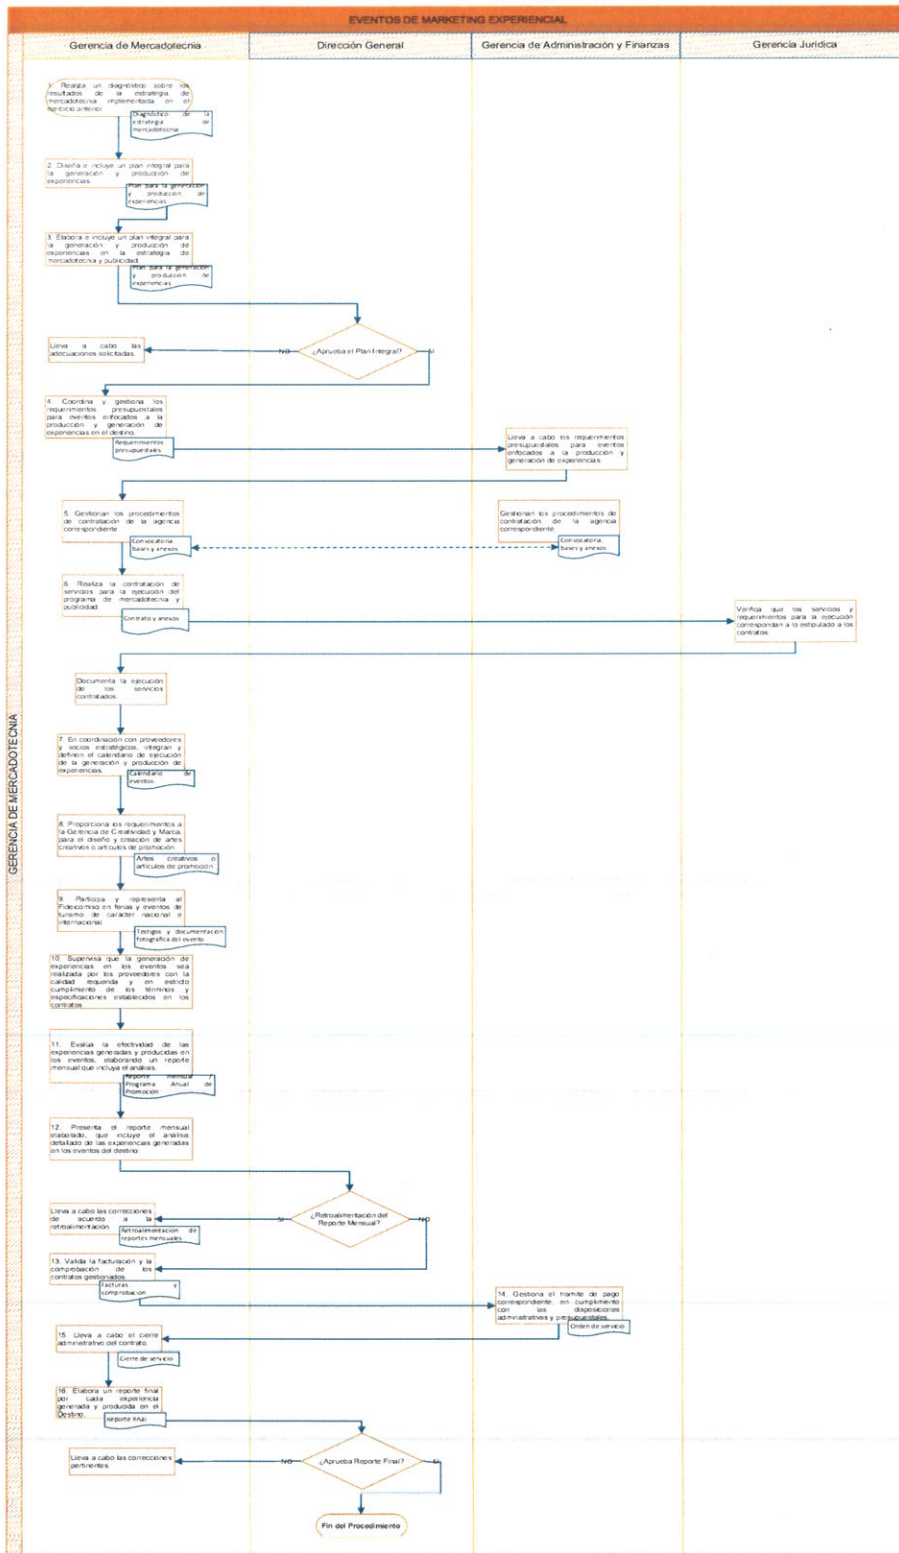 EVENTOS DE MARKETING EXPERIENCIAL
Gerencia de Mercadotecnia
Dirección General
Gerencia de Administración y Finanzas
Gerencia Jurídica
GERENCIA DE MERCADOTECNIA
1. Realiza un diagnóstico sobre los
resultados de la estrategia de
mercadotecnia implementada en el
ejercicio anterior
Diagnóstico de la
estrategia de
mercadotecnia
2. Diseña e incluye un plan integral para
la generación y producción de
experiencias.
Plan para la generación
y producción de
experiencias
3. Elabora e incluye un plan integral para
la generación y producción de
experiencias en la estrategia de
mercadotecnia y publicidad.
Plan para la generación
y producción de
experiencias
¿Aprueba el Plan Integral?
NO
SI
Lleva a cabo las
adecuaciones solicitadas.
4. Coordina y gestiona los
requerimientos presupuestales
para eventos enfocados a la
producción y generación de
experiencias en el destino.
Requerimientos
presupuestales
Lleva a cabo los requerimientos
presupuestales para eventos
enfocados a la producción y
generación de experiencias.
5. Gestionan los procedimientos
de contratación de la agencia
correspondiente.
Convocatoria,
bases y anexos
Gestionan los procedimientos de
contratación de la agencia
correspondiente.
Convocatoria,
bases y anexos
6. Realiza la contratación de
servicios para la ejecución del
programa de mercadotecnia y
publicidad.
Contrato y anexos
Verifica que los servicios y
requerimientos para la ejecución
correspondan a lo estipulado a los
contratos.
Documenta la ejecución
de los servicios
contratados.
7. En coordinación con proveedores
y socios estratégicos, integran y
definen el calendario de ejecución
de la generación y producción de
experiencias.
Calendario de
eventos
8. Proporciona los requerimientos a
la Gerencia de Creatividad y Marca,
para el diseño y creación de artes
creativos o artículos de promoción.
Artes creativos o
artículos de promoción
9. Participa y representa al
Fideicomiso en ferias y eventos de
turismo de carácter nacional e
internacional.
Testigos y documentación
fotográfica del evento
10. Supervisa que la generación de
experiencias en los eventos sea
realizada por los proveedores con la
calidad requerida y en estricto
cumplimiento de los términos y
especificaciones establecidos en los
contratos.
11. Evalúa la efectividad de las
experiencias generadas y producidas en
los eventos, elaborando un reporte
mensual que incluya el análisis.
Reporte mensual /
Programa Anual de
Promoción
12. Presenta el reporte mensual
elaborado, que incluye el análisis
detallado de las experiencias generadas
en los eventos del destino.
¿Retroalimentación del
Reporte Mensual?
SI
NO
Lleva a cabo las correcciones
de acuerdo a la
retroalimentación.
Retroalimentación de
reportes mensuales
13. Valida la facturación y la
comprobación de los
contratos gestionados.
Facturas y
comprobación
14. Gestiona el trámite de pago
correspondiente, en cumplimiento
con las disposiciones
administrativas y presupuestales.
Orden de servicio
15. Lleva a cabo el cierre
administrativo del contrato.
Cierre de servicio
16. Elabora un reporte final
por cada experiencia
generada y producida en el
Destino.
Reporte final
¿Aprueba Reporte Final?
NO
SI
Lleva a cabo las correcciones
pertinentes.
Fin del Procedimiento